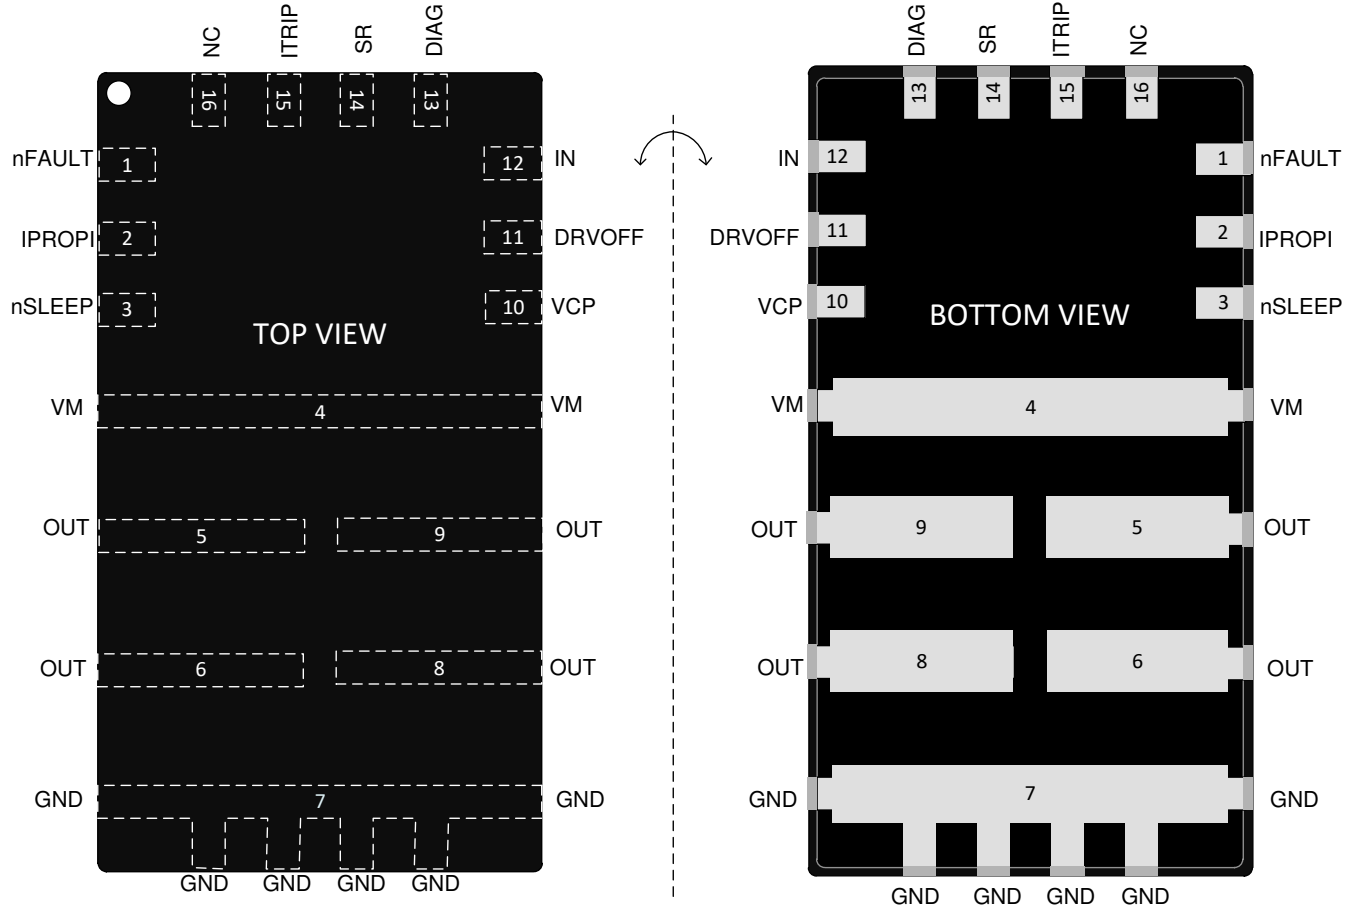 NC ITRIP SR DIAG
16 15 14 13
nFAULT 1 12 IN
IPROPI 2 11 DRVOFF
nSLEEP 3 10 VCP
TOP VIEW
VM 4 VM
OUT 5 9 OUT
OUT 6 8 OUT
GND 7 GND
GND GND GND GND
DIAG SR ITRIP NC
13 14 15 16
IN 12 1 nFAULT
DRVOFF 11 2 IPROPI
VCP 10 3 nSLEEP
BOTTOM VIEW
VM 4 VM
OUT 9 5 OUT
OUT 8 6 OUT
GND 7 GND
GND GND GND GND